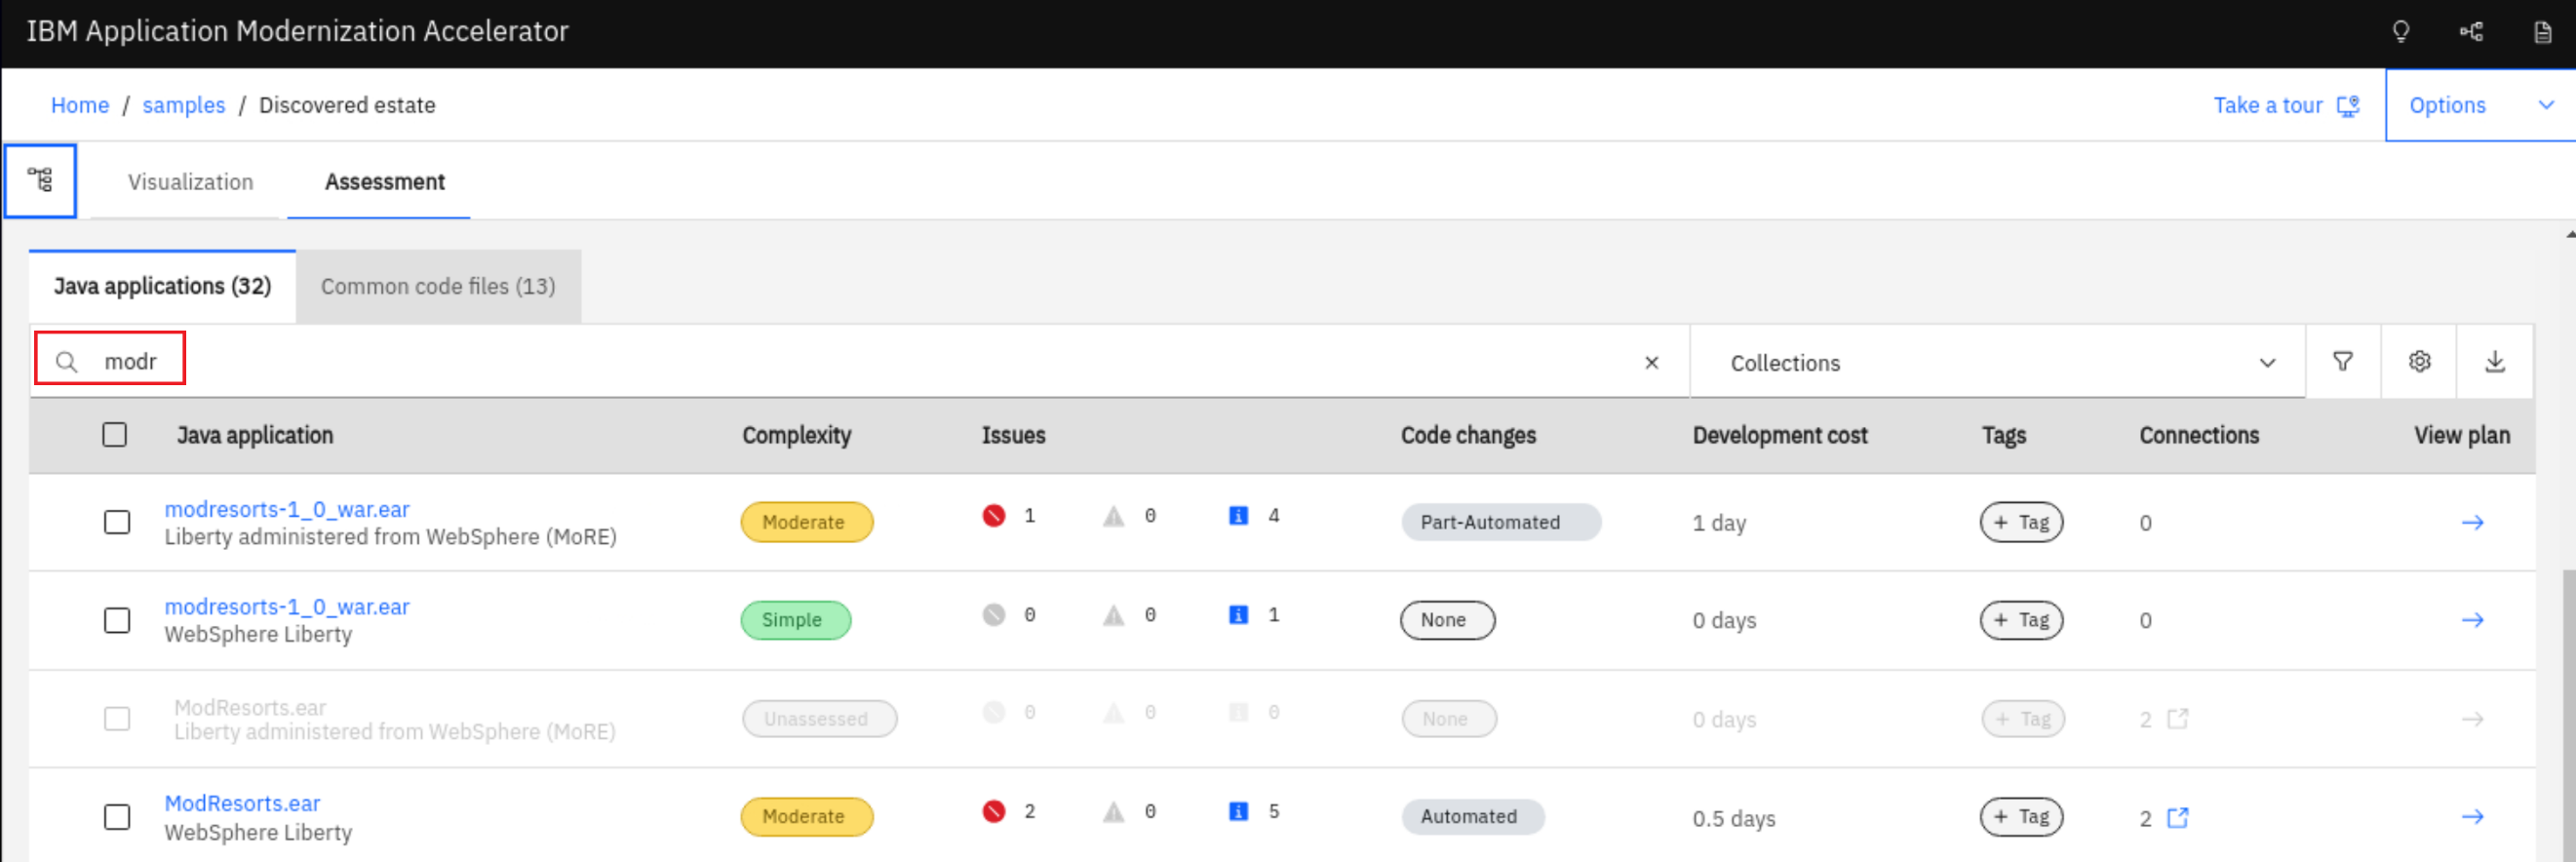 IBM Application Modernization Accelerator
Home / samples / Discovered estate
Take a tour
Options
Visualization
Assessment
Java applications (32)
Common code files (13)
modr
Collections
Java application Complexity Issues Code changes Development cost Tags Connections View plan
modresorts-1_0_war.ear
Liberty administered from WebSphere (MoRE)
Moderate 1 0 4 Part-Automated 1 day + Tag 0
modresorts-1_0_war.ear
WebSphere Liberty
Simple 0 0 1 None 0 days + Tag 0
ModResorts.ear
Liberty administered from WebSphere (MoRE)
Unassessed 0 0 0 None 0 days + Tag 2
ModResorts.ear
WebSphere Liberty
Moderate 2 0 5 Automated 0.5 days + Tag 2